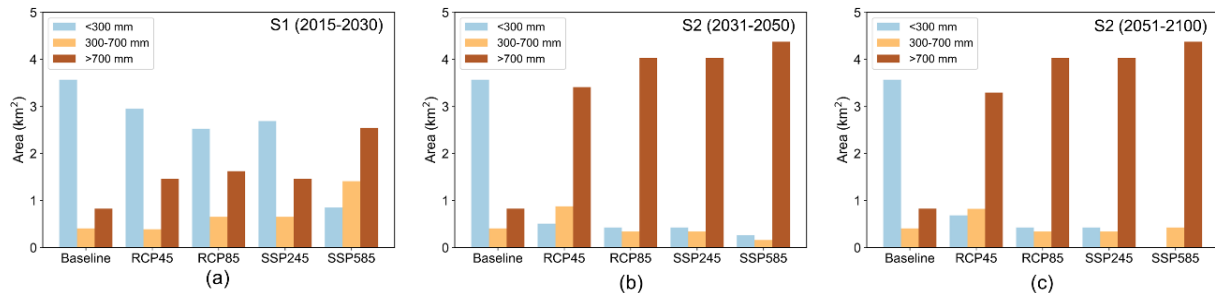 S1 (2015-2030)
<300 mm
300-700 mm
>700 mm
Area (km²)
5
4
3
2
1
0
Baseline RCP45 RCP85 SSP245 SSP585
(a)
S2 (2031-2050)
<300 mm
300-700 mm
>700 mm
Area (km²)
5
4
3
2
1
0
Baseline RCP45 RCP85 SSP245 SSP585
(b)
S2 (2051-2100)
<300 mm
300-700 mm
>700 mm
Area (km²)
5
4
3
2
1
0
Baseline RCP45 RCP85 SSP245 SSP585
(c)